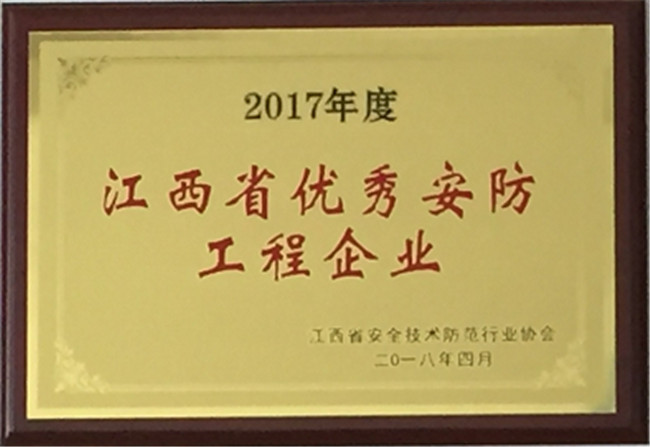 2017年度
江西省优秀安防
工程企业
江西省安全技术防范行业协会
二〇一八年四月